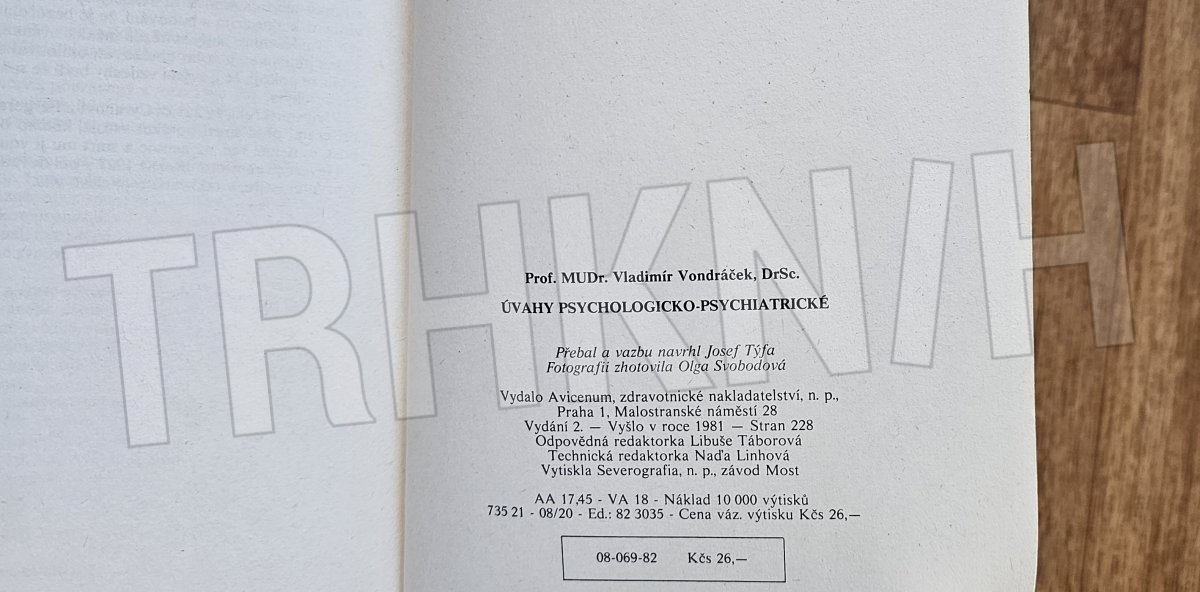 Prof. MUDr. Vladimír Vondráček, DrSc.
ÚVAHY PSYCHOLOGICKO-PSYCHIATRICKÉ
Přebal a vazbu navrhl Josef Týfa
Fotografii zhotovila Olga Svobodová
Vydalo Avicenum, zdravotnické nakladatelství, n. p.,
Praha 1, Malostranské náměstí 28
Vydání 2. — Vyšlo v roce 1981 — Stran 228
Odpovědná redaktorka Libuše Táborová
Technická redaktorka Naďa Linhová
Vytiskla Severografia, n. p., závod Most
AA 17,45 - VA 18 - Náklad 10 000 výtisků
735 21 - 08/20 - Ed.: 82 3035 - Cena váz. výtisku Kčs 26,—
08-069-82 Kčs 26,—
TRHKNIH